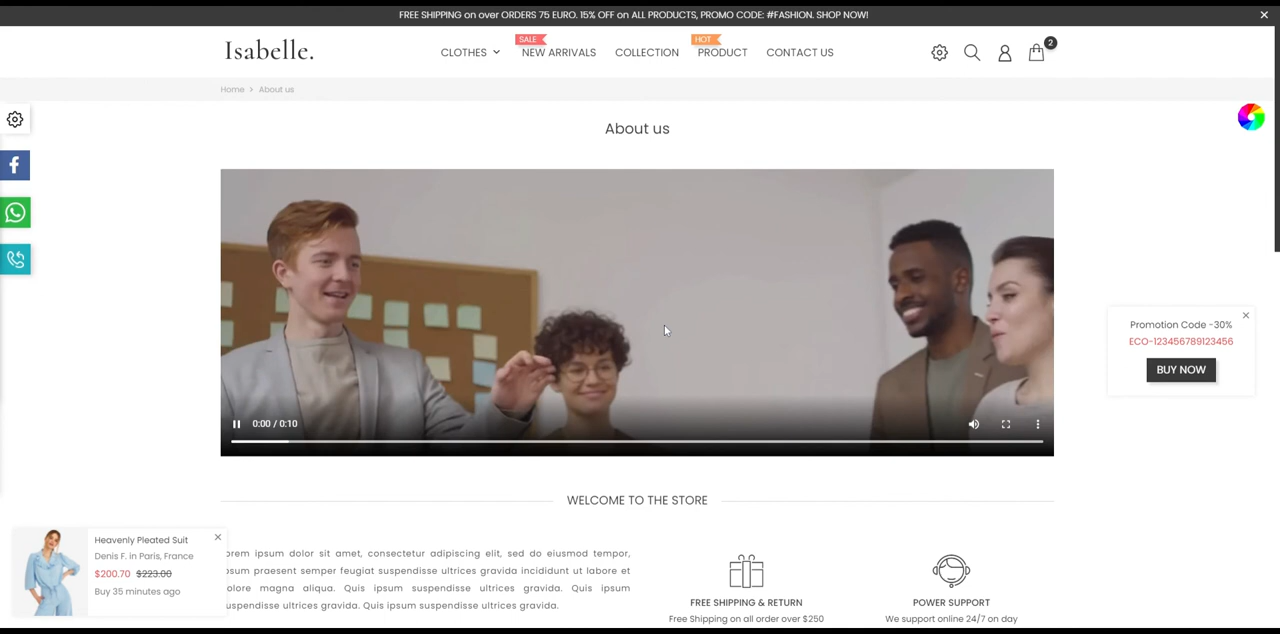 FREE SHIPPING on over ORDERS 75 EURO. 15% OFF on ALL PRODUCTS, PROMO CODE: #FASHION. SHOP NOW!
Isabelle.
SALE
HOT
CLOTHES NEW ARRIVALS COLLECTION PRODUCT CONTACT US
2
Home > About us
About us
Promotion Code -30%
ECO-123456789123456
BUY NOW
0:00 / 0:10
WELCOME TO THE STORE
Heavenly Pleated Suit
Denis F. in Paris, France
$200.70 $223.00
Buy 35 minutes ago
dolor sit amet, consectetur adipiscing elit, sed do eiusmod tempor,
praesent semper feugiat suspendisse ultrices gravida incididunt ut labore et
magna aliqua. Quis ipsum suspendisse ultrices gravida. Quis ipsum
ultrices gravida. Quis ipsum suspendisse ultrices gravida.
FREE SHIPPING & RETURN
Free Shipping on all order over $250
POWER SUPPORT
We support online 24/7 on day